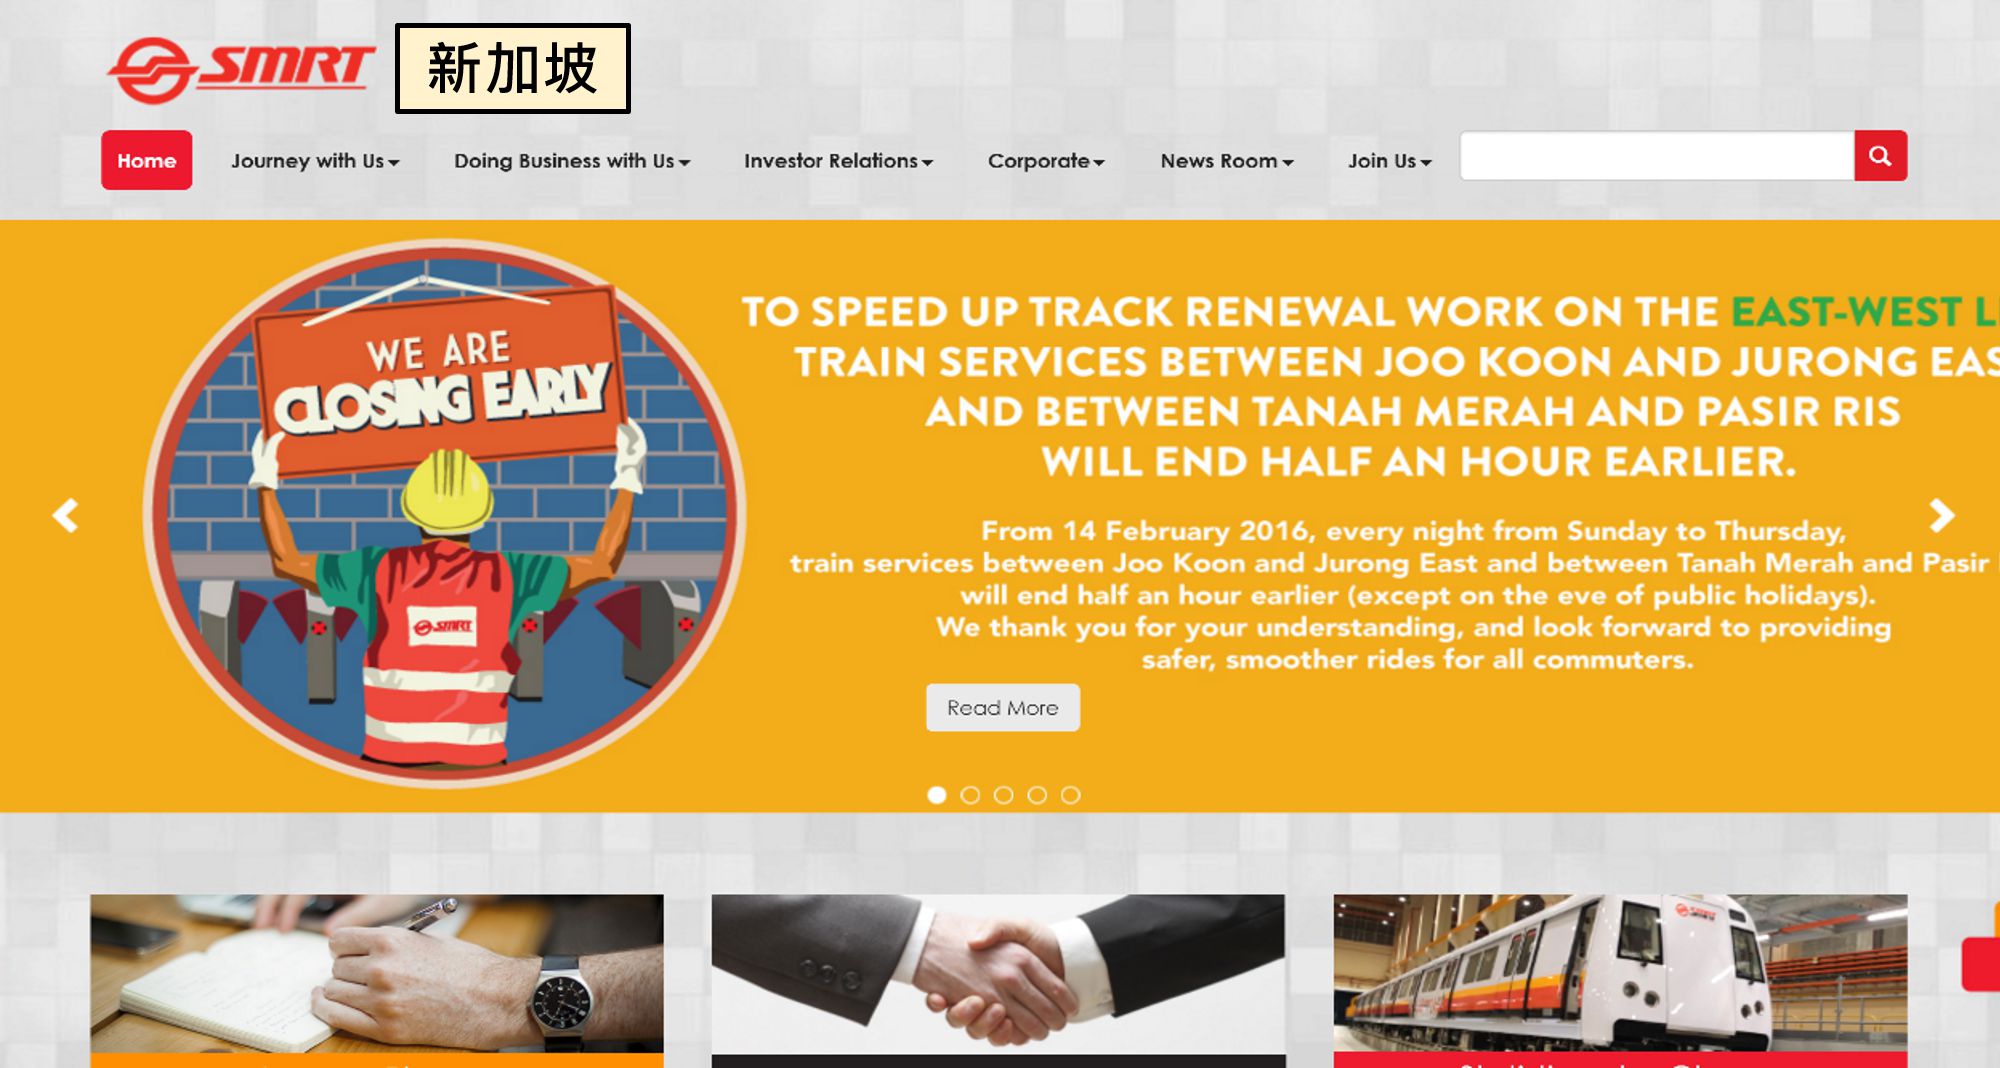 SMRT
新加坡
Home Journey with Us Doing Business with Us Investor Relations Corporate News Room Join Us
WE ARE
CLOSING EARLY
SMRT
TO SPEED UP TRACK RENEWAL WORK ON THE EAST-WEST
TRAIN SERVICES BETWEEN JOO KOON AND JURONG
AND BETWEEN TANAH MERAH AND PASIR RIS
WILL END HALF AN HOUR EARLIER.
From 14 February 2016, every night from Sunday to Thursday,
train services between Joo Koon and Jurong East and between Tanah Merah and Pasir
will end half an hour earlier (except on the eve of public holidays).
We thank you for your understanding, and look forward to providing
safer, smoother rides for all commuters.
Read More
SMRT